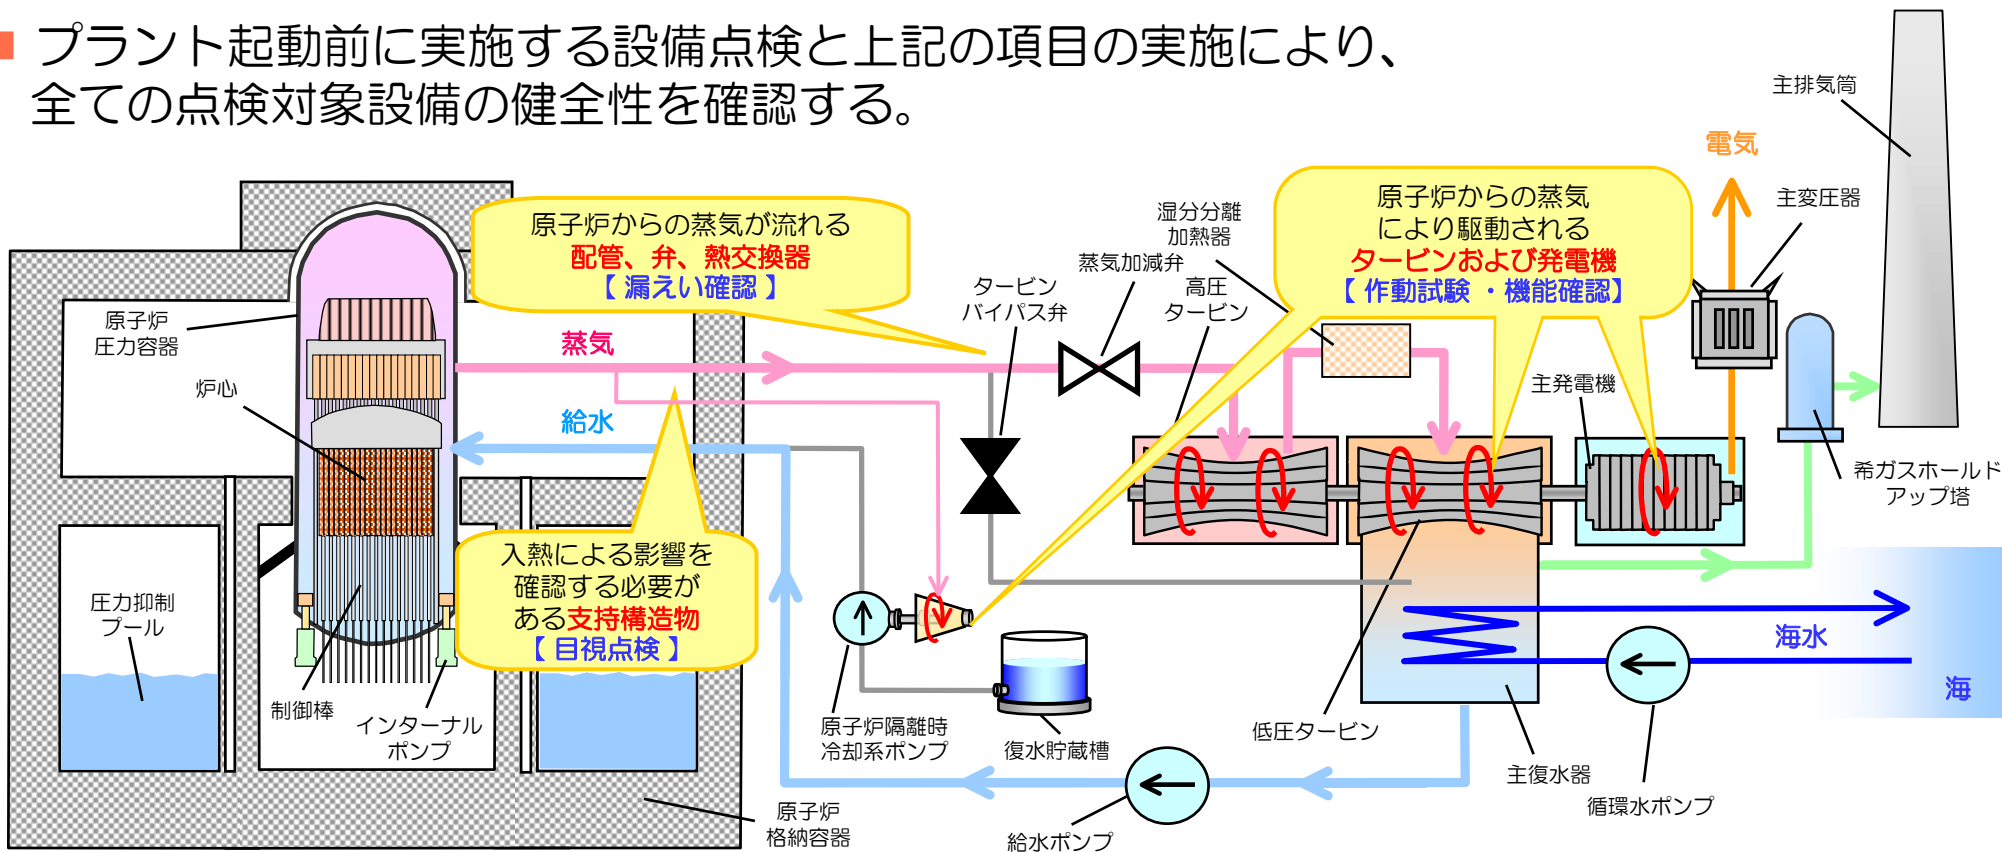 プラント起動前に実施する設備点検と上記の項目の実施により、
全ての点検対象設備の健全性を確認する。
主排気筒
電気
主変圧器
原子炉からの蒸気が流れる
配管、弁、熱交換器
【 漏えい確認 】
湿分分離
加熱器
蒸気加減弁
原子炉からの蒸気
により駆動される
タービンおよび発電機
【 作動試験 ・機能確認】
タービン
バイパス弁
高圧
タービン
原子炉
圧力容器
蒸気
炉心
給水
主発電機
希ガスホールド
アップ塔
入熱による影響を
確認する必要が
ある支持構造物
【 目視点検 】
圧力抑制
プール
海水
海
制御棒
インターナル
ポンプ
原子炉隔離時
冷却系ポンプ
復水貯蔵槽
低圧タービン
主復水器
循環水ポンプ
原子炉
格納容器
給水ポンプ